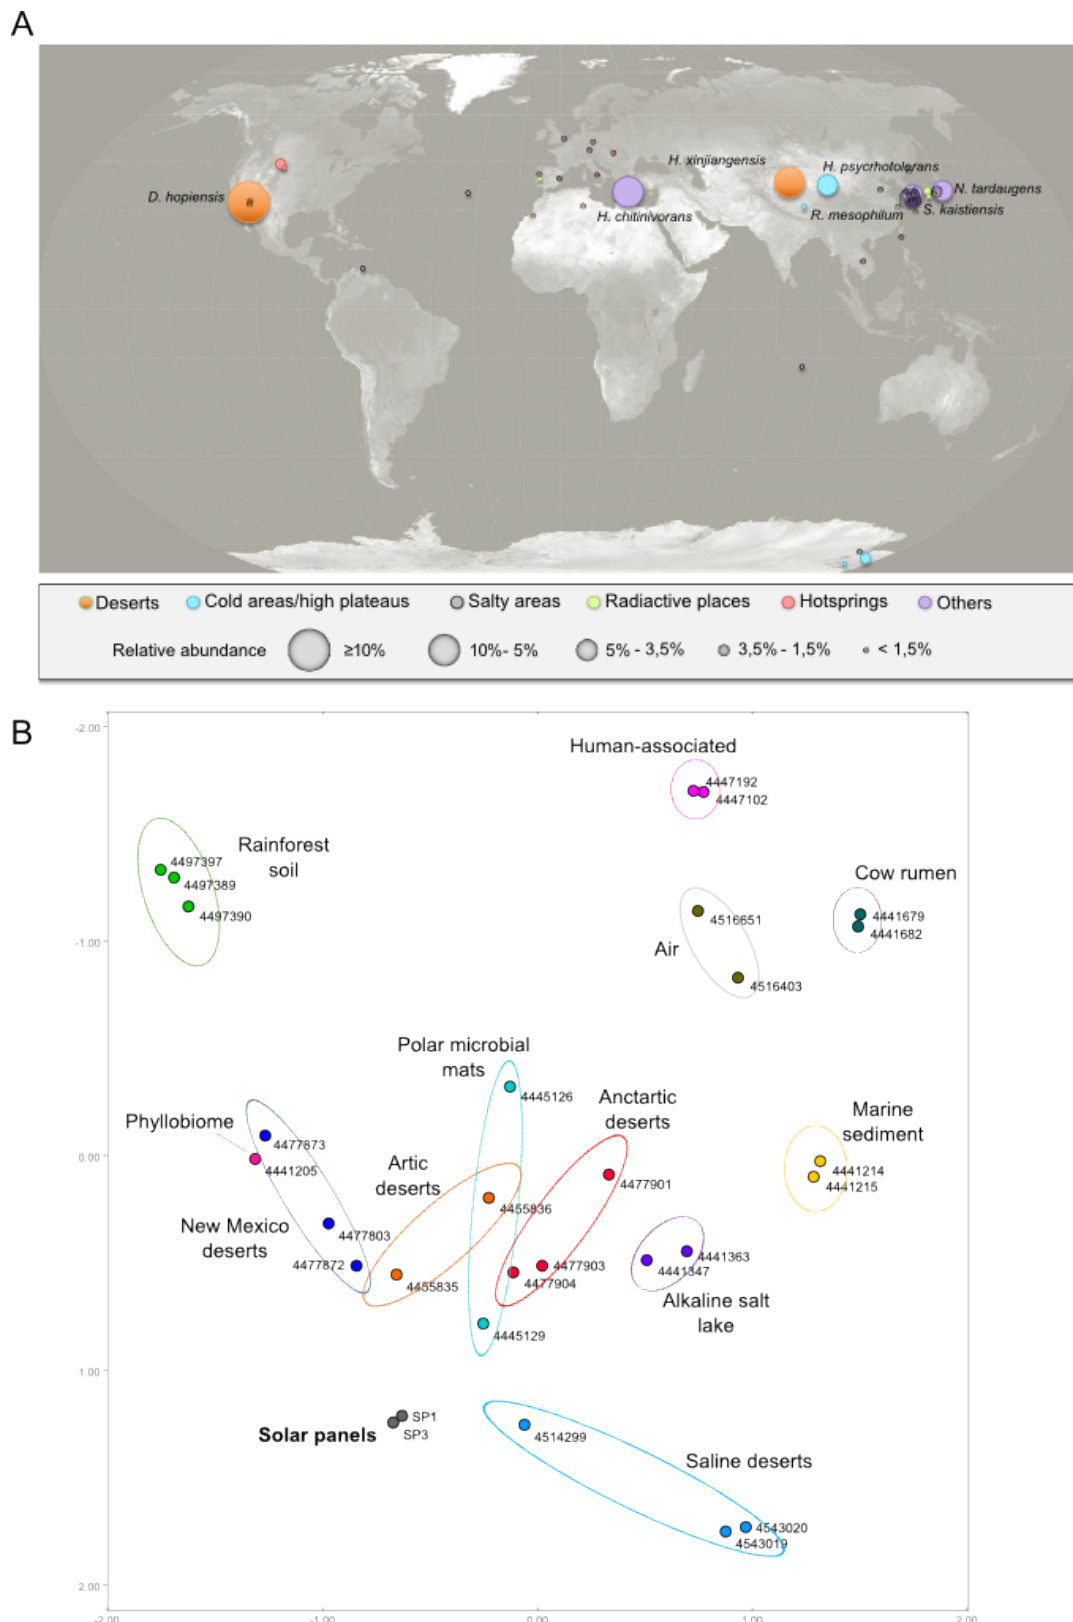 A
D. hopiensis
H. xinjiangensis
H. psycrhotolerans
H. chitinivorans
R. mesophilum
N. tardaugens
S. kaistiensis
Deserts Cold areas/high plateaus Salty areas Radiactive places Hotsprings Others
Relative abundance ≥10% 10%- 5% 5% - 3,5% 3,5% - 1,5% < 1,5%
B
-2.00
Human-associated
4447192
4447102
Rainforest
soil
4497397
4497389
4497390
Cow rumen
4441679
4441682
4516651
Air
-1.00
4516403
Polar microbial
mats
4445126
Anctartic
deserts
Marine
sediment
Phyllobiome
4477873
0.00
4441205
Artic
deserts
4477901
4441214
4441215
4455836
New Mexico
deserts
4477803
4477872
4455835
4477903
4477904
4441363
4441347
Alkaline salt
lake
4445129
1.00
SP1
Solar panels
SP3
4514299
Saline deserts
4543020
4543019
2.00
-2.00 -1.00 0.00 1.00 2.00